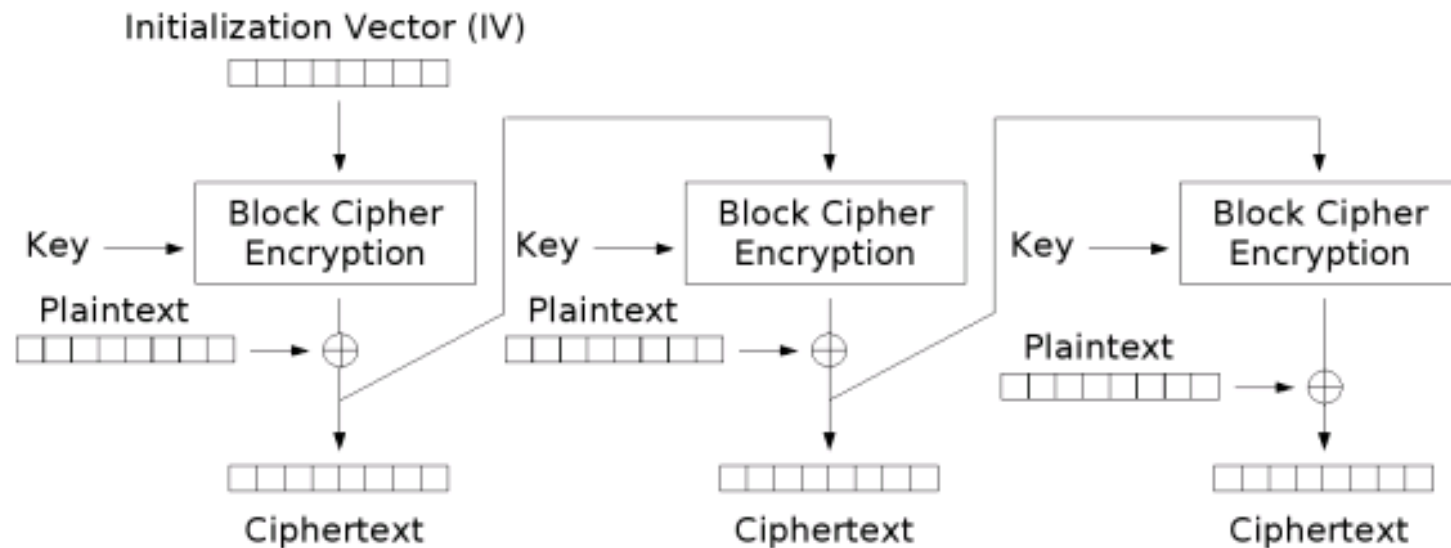 Initialization Vector (IV)
Block Cipher
Encryption
Key
Plaintext
Ciphertext
Block Cipher
Encryption
Key
Plaintext
Ciphertext
Block Cipher
Encryption
Key
Plaintext
Ciphertext